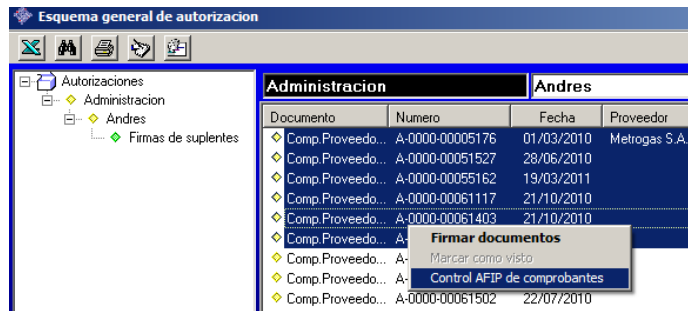 Esquema general de autorizacion
Autorizaciones
Administracion
Andres
Firmas de suplentes
Administracion Andres
Documento Numero Fecha Proveedor
Comp.Proveedo... A-0000-00005176 01/03/2010 Metrogas S.A.
Comp.Proveedo... A-0000-00051527 28/06/2010
Comp.Proveedo... A-0000-00055162 19/03/2011
Comp.Proveedo... A-0000-00061117 21/10/2010
Comp.Proveedo... A-0000-00061403 21/10/2010
Comp.Proveedo... A-
Firmar documentos
Comp.Proveedo... A-
Marcar como visto
Comp.Proveedo... A-
Control AFIP de comprobantes
Comp.Proveedo... A-0000-00061502 22/07/2010